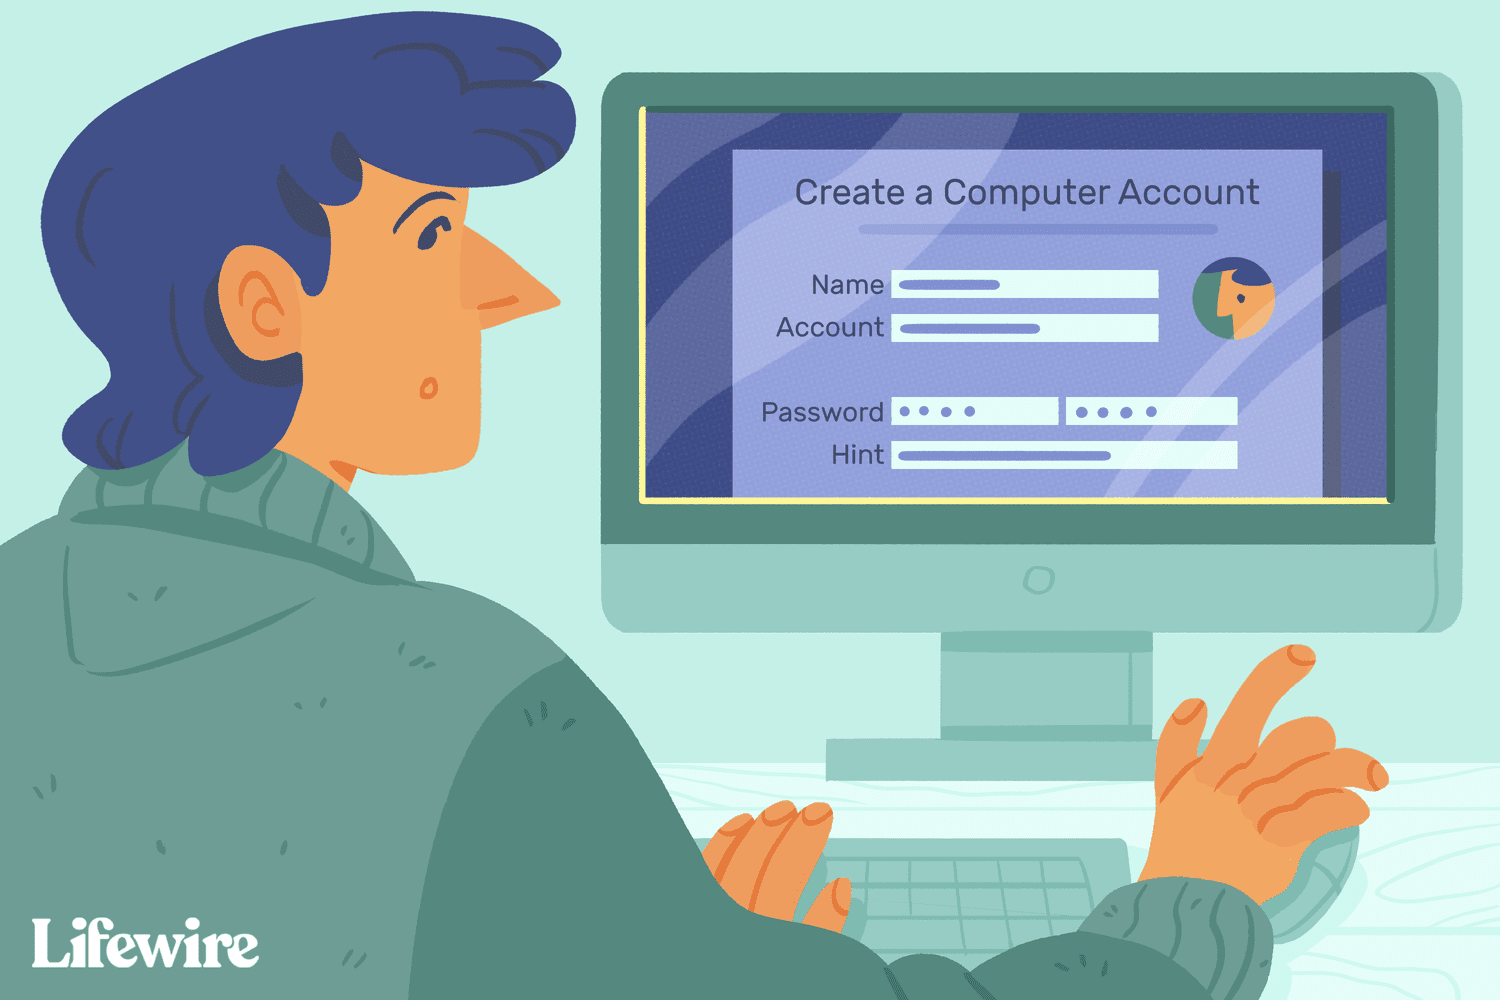 Create a Computer Account
Name
Account
Password
Hint
Lifewire